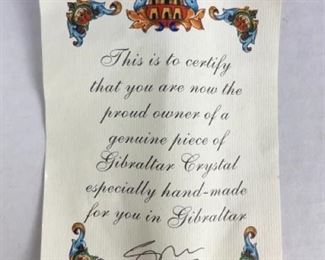 This is to certify
that you are now the
proud owner of a
genuine piece of
Gibraltar Crystal
especially hand-made
for you in Gibraltar